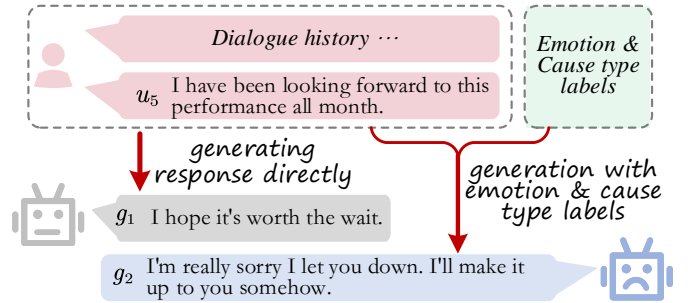 Dialogue history ⋯
Emotion &
Cause type
labels
u5 I have been looking forward to this
performance all month.
generating
response directly
generation with
emotion & cause
type labels
g1 I hope it's worth the wait.
g2 I'm really sorry I let you down. I'll make it
up to you somehow.